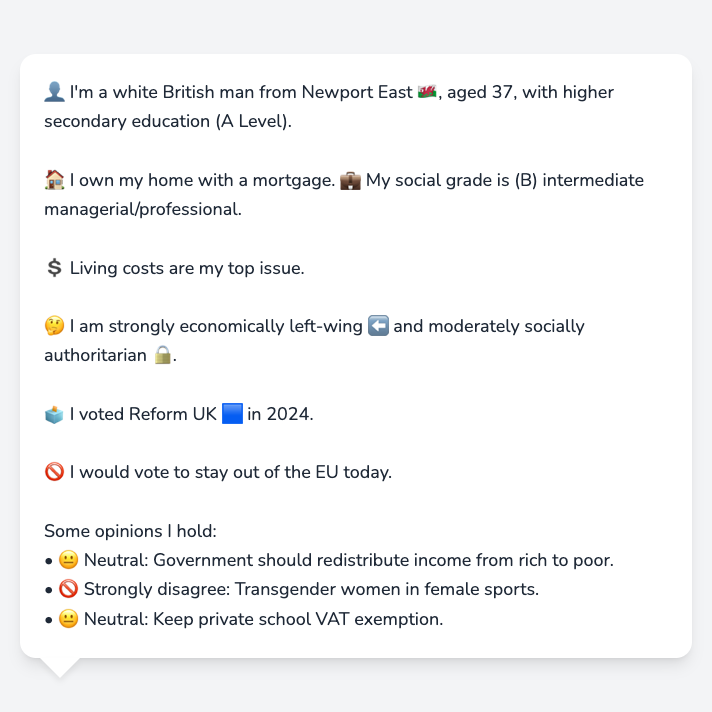 👤 I'm a white British man from Newport East 🏴󠁧󠁢󠁷󠁬󠁳󠁿, aged 37, with higher
secondary education (A Level).
🏠 I own my home with a mortgage. 💼 My social grade is (B) intermediate
managerial/professional.
💲 Living costs are my top issue.
🤔 I am strongly economically left-wing ⬅️ and moderately socially
authoritarian 🔒.
🗳️ I voted Reform UK 🟦 in 2024.
🚫 I would vote to stay out of the EU today.
Some opinions I hold:
• 😐 Neutral: Government should redistribute income from rich to poor.
• 🚫 Strongly disagree: Transgender women in female sports.
• 😐 Neutral: Keep private school VAT exemption.